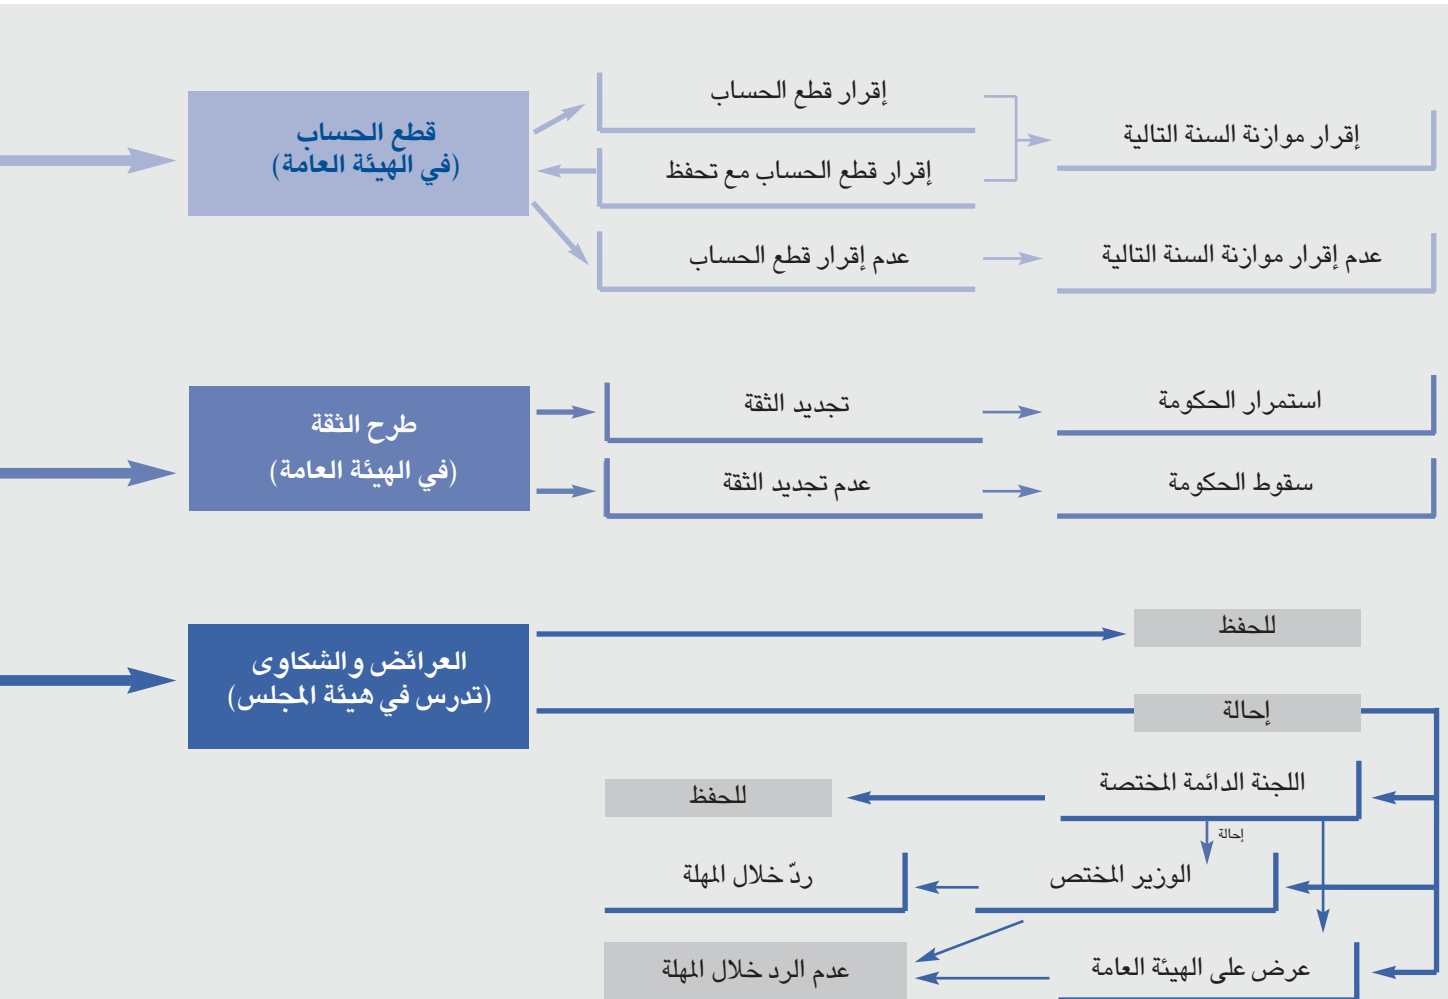 قطع الحساب
(في الهيئة العامة)
إقرار قطع الحساب
إقرار قطع الحساب مع تحفظ
عدم إقرار قطع الحساب
إقرار موازنة السنة التالية
عدم إقرار موازنة السنة التالية
طرح الثقة
(في الهيئة العامة)
تجديد الثقة
استمرار الحكومة
عدم تجديد الثقة
سقوط الحكومة
العرائض والشكاوى
(تدرس في هيئة المجلس)
للحفظ
إحالة
اللجنة الدائمة المختصة
للحفظ
إحالة
الوزير المختص
ردّ خلال المهلة
عرض على الهيئة العامة
عدم الرد خلال المهلة